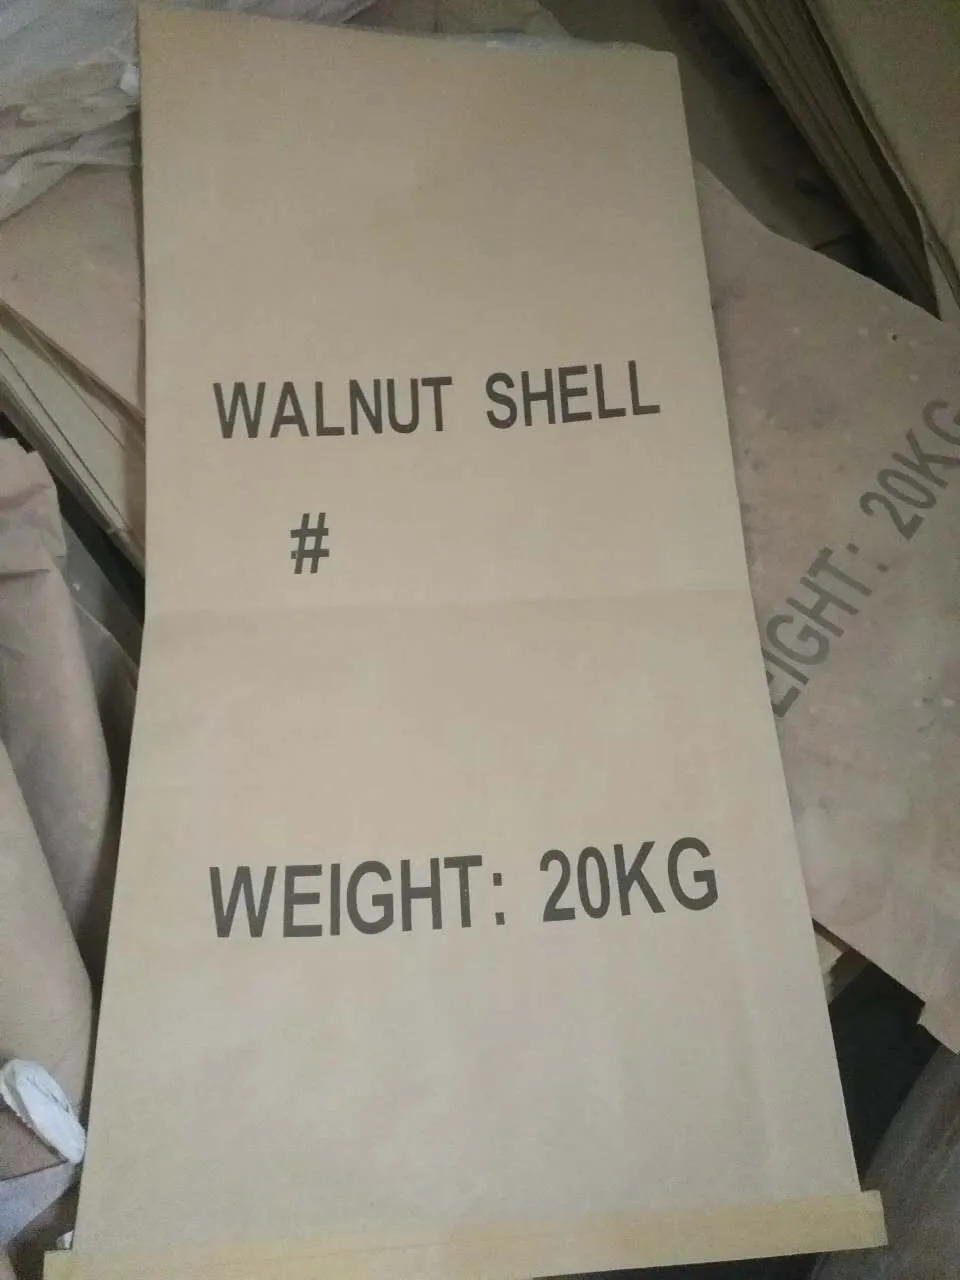 WALNUT SHELL
#
WEIGHT: 20KG
EIGHT: 20KG